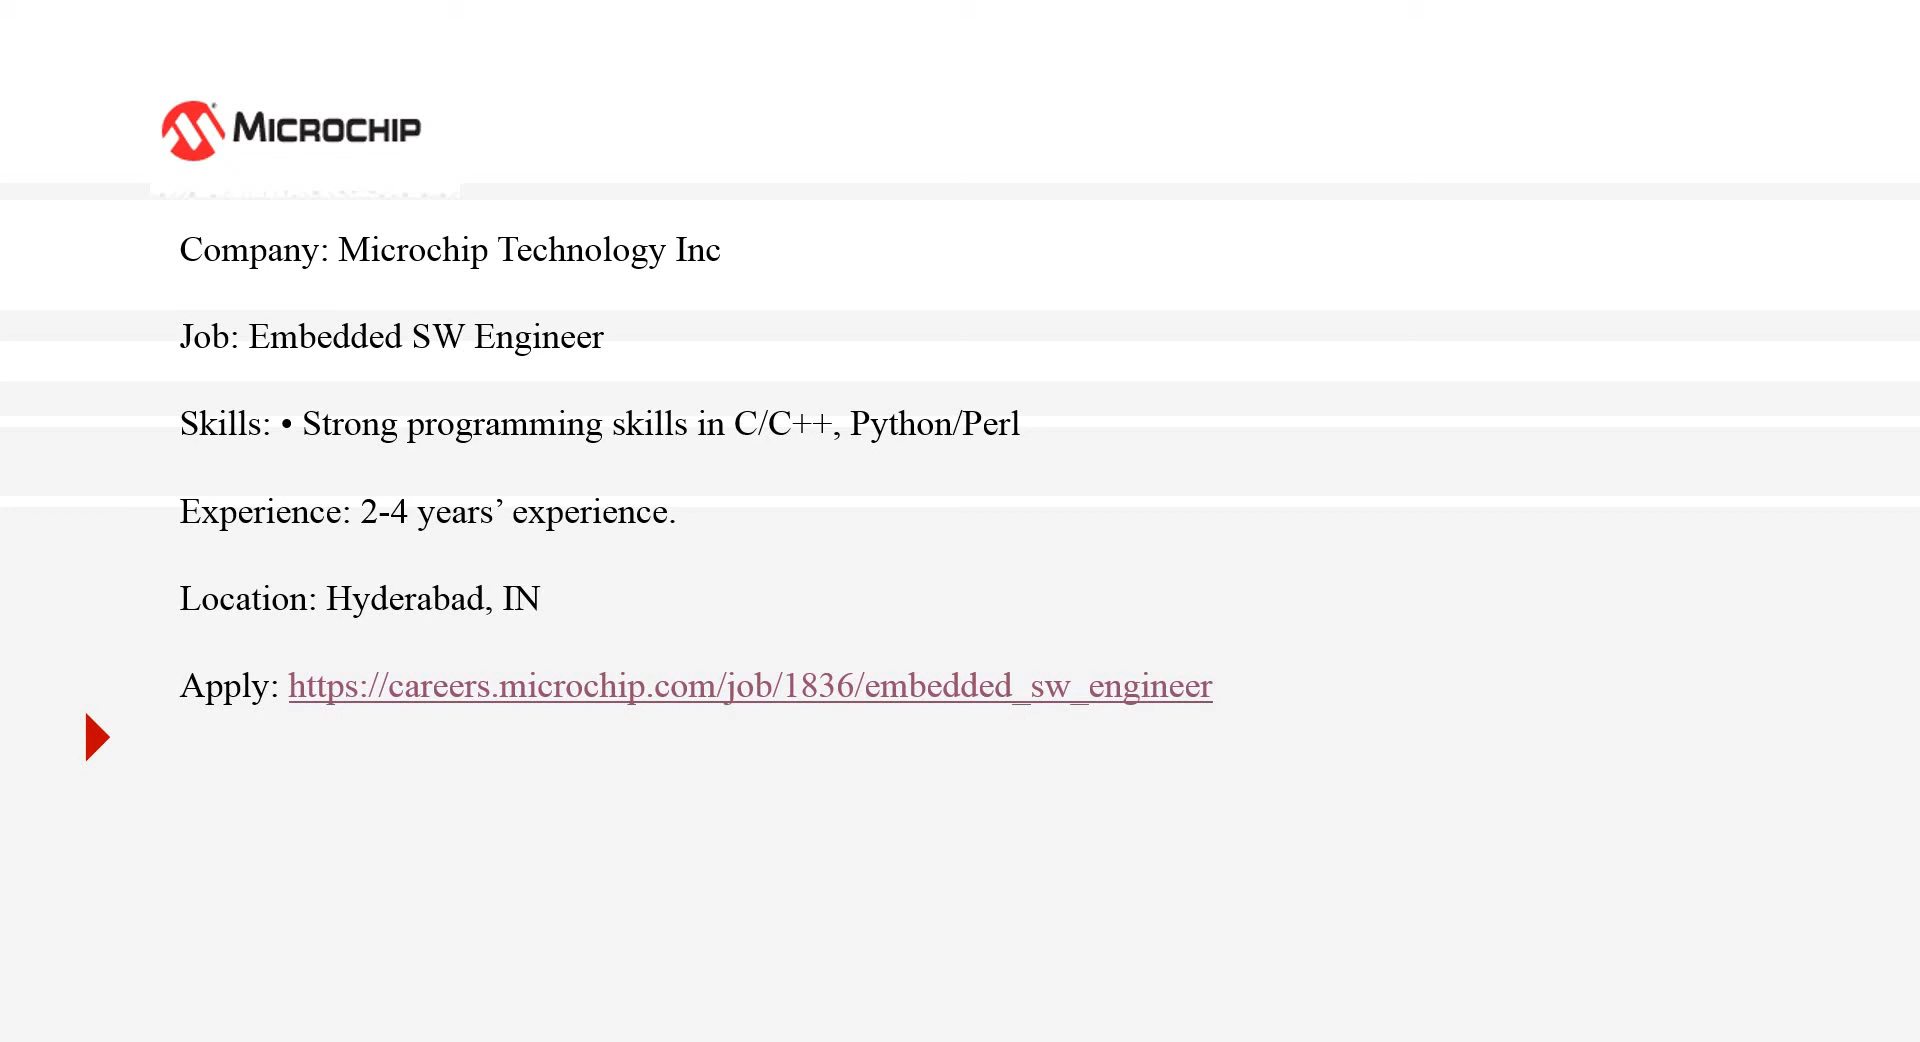 MICROCHIP
Company: Microchip Technology Inc
Job: Embedded SW Engineer
Skills: • Strong programming skills in C/C++, Python/Perl
Experience: 2-4 years’ experience.
Location: Hyderabad, IN
Apply: https://careers.microchip.com/job/1836/embedded_sw_engineer